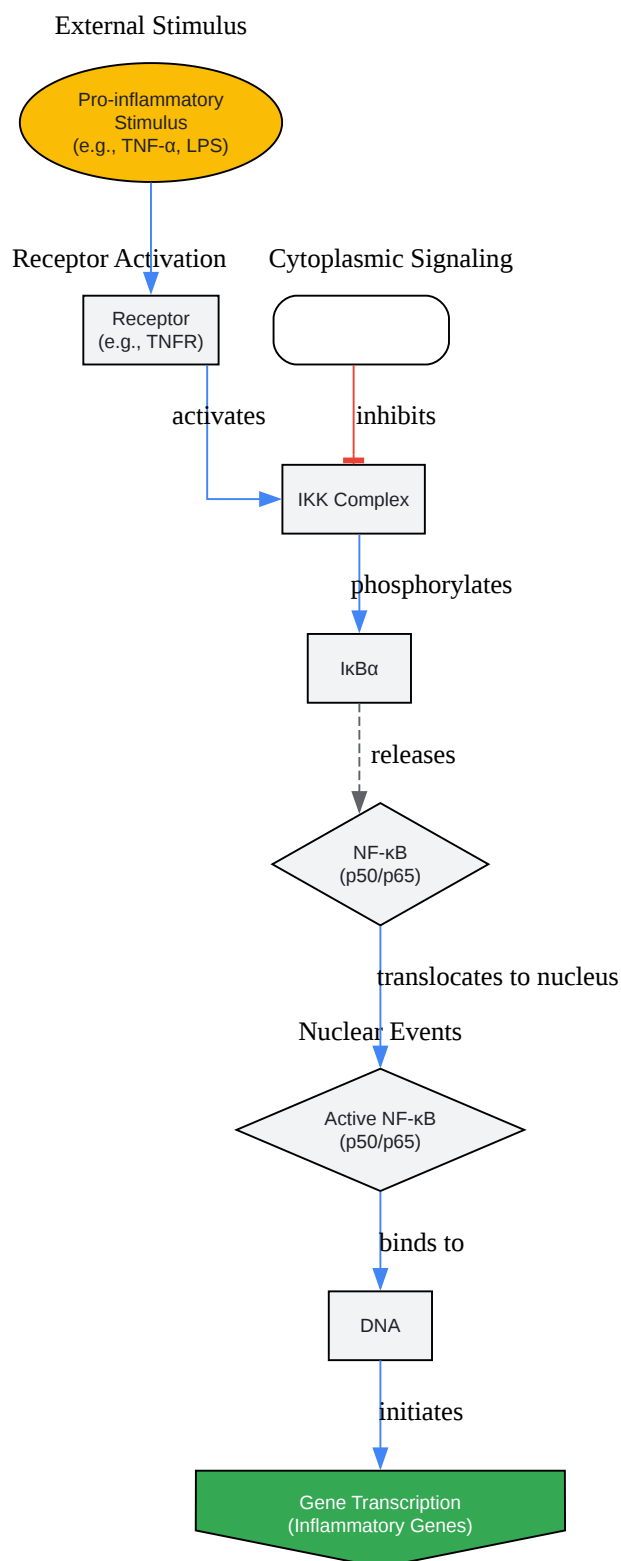 External Stimulus
Pro-inflammatory
Stimulus
(e.g., TNF-α, LPS)
Receptor Activation
Cytoplasmic Signaling
Receptor
(e.g., TNFR)
activates
inhibits
IKK Complex
phosphorylates
IκBα
releases
NF-κB
(p50/p65)
translocates to nucleus
Nuclear Events
Active NF-κB
(p50/p65)
binds to
DNA
initiates
Gene Transcription
(Inflammatory Genes)